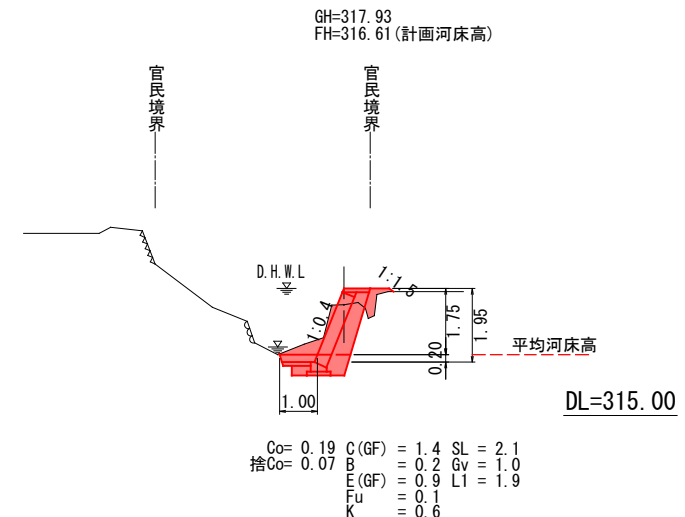 GH=317.93
FH=316.61(計画河床高)
官民境界
官民境界
D.H.W.L
1:1.5
1:0.4
1.75
1.95
0.20
平均河床高
1.00
DL=315.00
Co= 0.19 C(GF) = 1.4 SL = 2.1
捨Co= 0.07 B = 0.2 Gv = 1.0
E(GF) = 0.9 L1 = 1.9
Fu = 0.1
K = 0.6